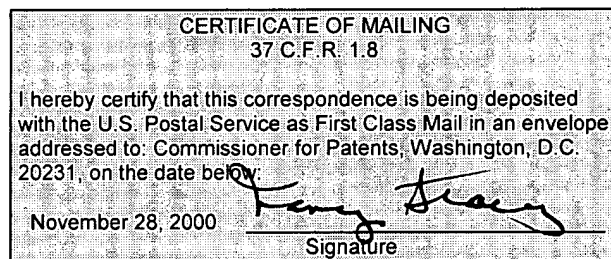 CERTIFICATE OF MAILING
37 C.F.R. 1.8
I hereby certify that this correspondence is being deposited
with the U.S. Postal Service as First Class Mail in an envelope
addressed to: Commissioner for Patents, Washington, D.C.
20231, on the date below:
November 28, 2000
Signature